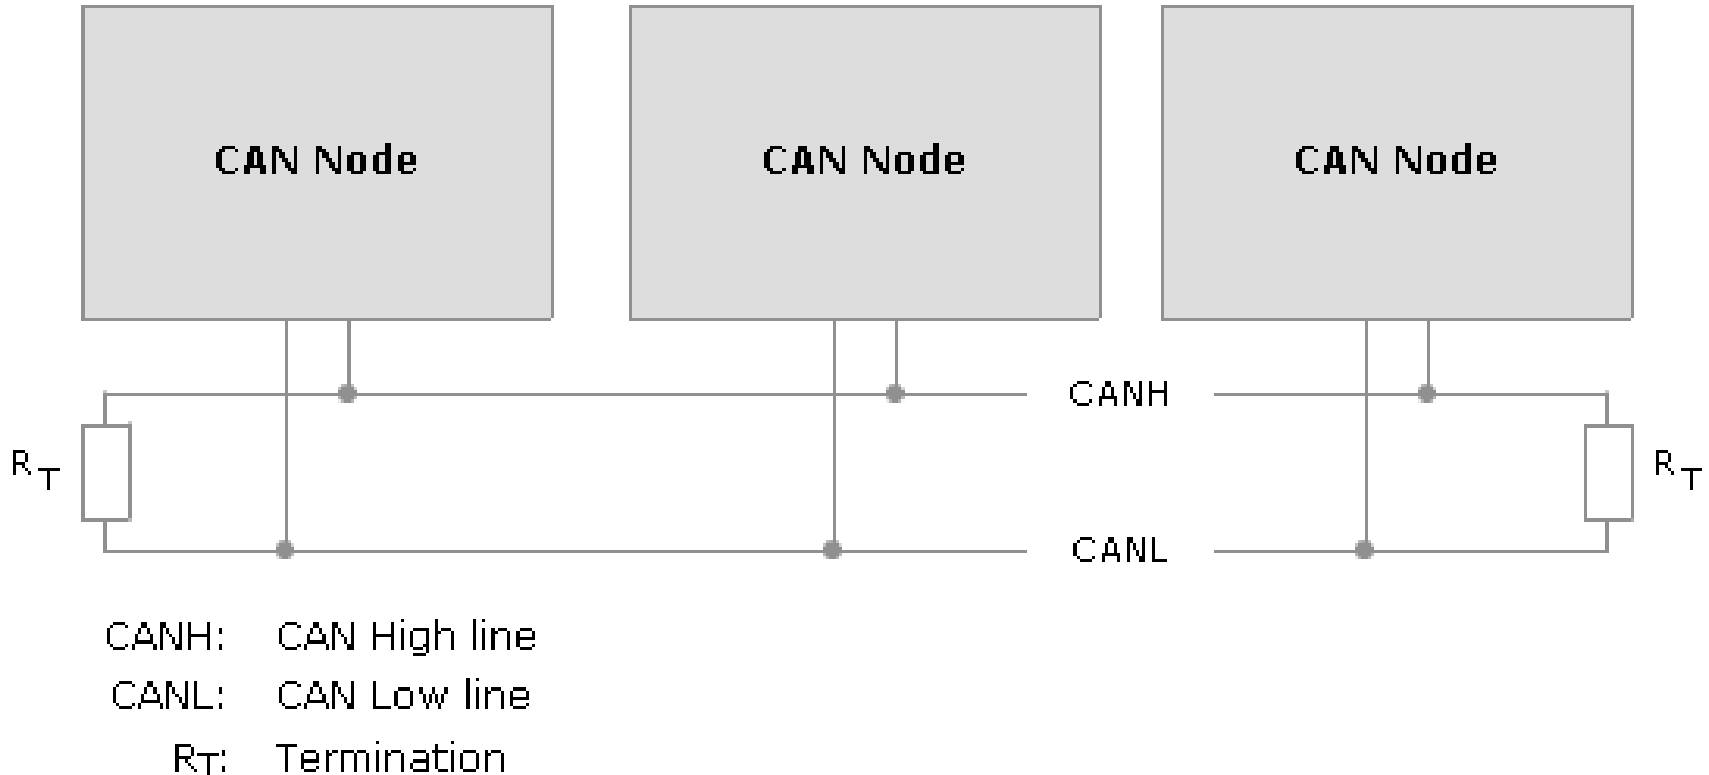 CAN Node CAN Node CAN Node
CANH
RT RT
CANL
CANH: CAN High line
CANL: CAN Low line
RT: Termination